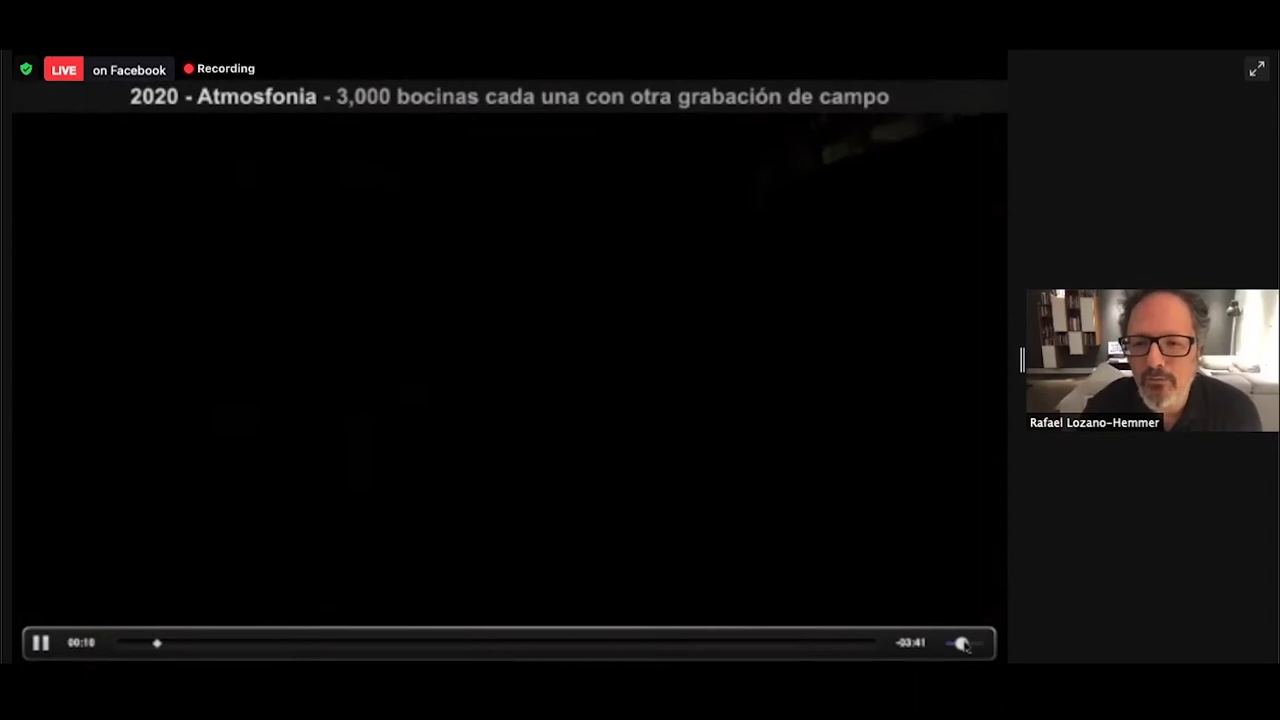 LIVE on Facebook Recording
2020 - Atmosfonia - 3,000 bocinas cada una con otra grabación de campo
Rafael Lozano-Hemmer
00:10 -03:41